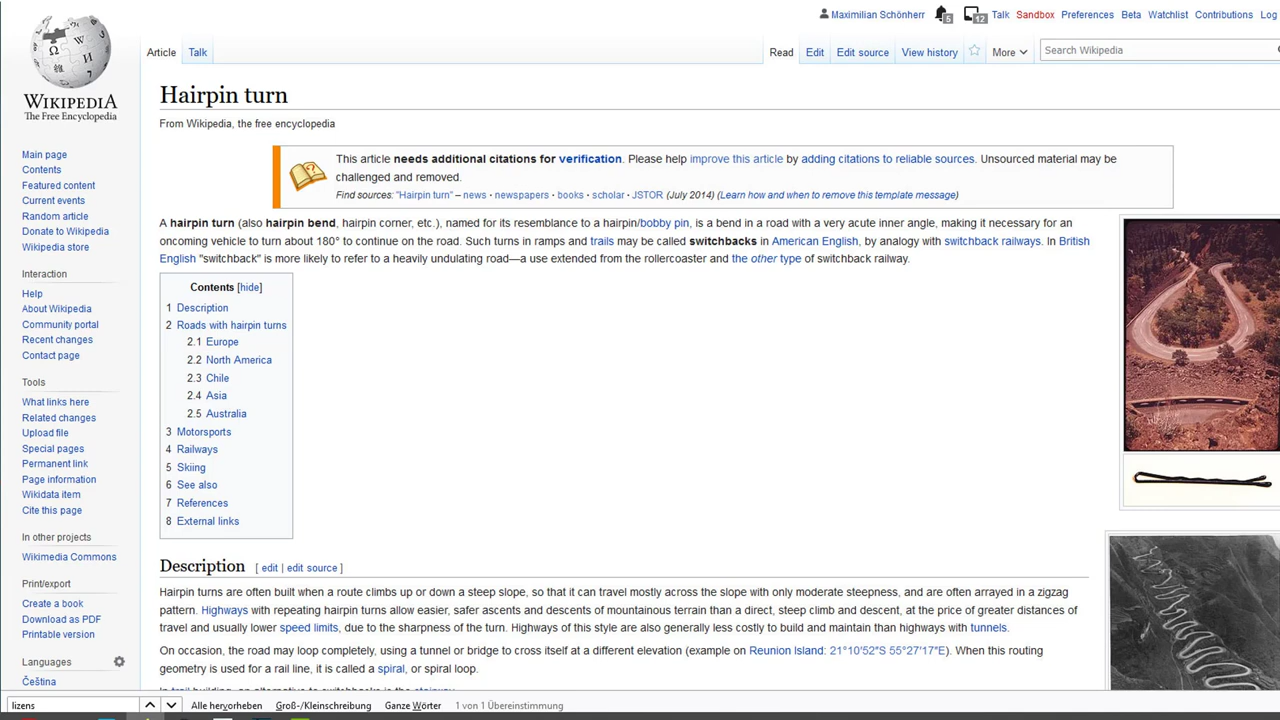 Maximilian Schönherr 5 12 Talk Sandbox Preferences Beta Watchlist Contributions Log
Article Talk Read Edit Edit source View history More Search Wikipedia
WIKIPEDIA
The Free Encyclopedia
Hairpin turn
From Wikipedia, the free encyclopedia
This article needs additional citations for verification. Please help improve this article by adding citations to reliable sources. Unsourced material may be
challenged and removed.
Find sources: "Hairpin turn" – news · newspapers · books · scholar · JSTOR (July 2014) (Learn how and when to remove this template message)
A hairpin turn (also hairpin bend, hairpin corner, etc.), named for its resemblance to a hairpin/bobby pin, is a bend in a road with a very acute inner angle, making it necessary for an
oncoming vehicle to turn about 180° to continue on the road. Such turns in ramps and trails may be called switchbacks in American English, by analogy with switchback railways. In British
English "switchback" is more likely to refer to a heavily undulating road—a use extended from the rollercoaster and the other type of switchback railway.
Contents [hide]
1 Description
2 Roads with hairpin turns
2.1 Europe
2.2 North America
2.3 Chile
2.4 Asia
2.5 Australia
3 Motorsports
4 Railways
5 Skiing
6 See also
7 References
8 External links
Description [ edit | edit source ]
Hairpin turns are often built when a route climbs up or down a steep slope, so that it can travel mostly across the slope with only moderate steepness, and are often arrayed in a zigzag
pattern. Highways with repeating hairpin turns allow easier, safer ascents and descents of mountainous terrain than a direct, steep climb and descent, at the price of greater distances of
travel and usually lower speed limits, due to the sharpness of the turn. Highways of this style are also generally less costly to build and maintain than highways with tunnels.
On occasion, the road may loop completely, using a tunnel or bridge to cross itself at a different elevation (example on Reunion Island: 21°10′52″S 55°27′17″E). When this routing
geometry is used for a rail line, it is called a spiral, or spiral loop.
Main page
Contents
Featured content
Current events
Random article
Donate to Wikipedia
Wikipedia store
Interaction
Help
About Wikipedia
Community portal
Recent changes
Contact page
Tools
What links here
Related changes
Upload file
Special pages
Permanent link
Page information
Wikidata item
Cite this page
In other projects
Wikimedia Commons
Print/export
Create a book
Download as PDF
Printable version
Languages
Čeština
lizens Alle hervorheben Groß-/Kleinschreibung Ganze Wörter 1 von 1 Übereinstimmung